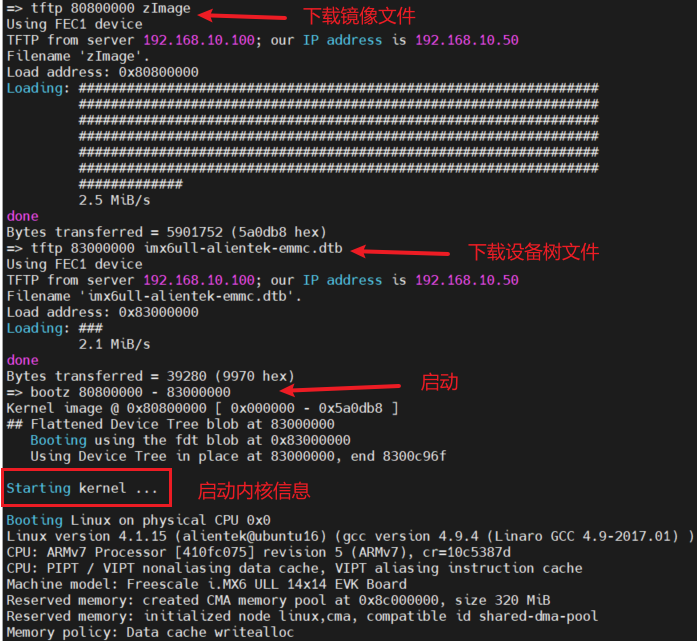 => tftp 80800000 zImage 下载镜像文件
Using FEC1 device
TFTP from server 192.168.10.100; our IP address is 192.168.10.50
Filename 'zImage'.
Load address: 0x80800000
Loading: #################################################################
#################################################################
#################################################################
#################################################################
#################################################################
#################################################################
#############
2.5 MiB/s
done
Bytes transferred = 5901752 (5a0db8 hex)
=> tftp 83000000 imx6ull-alientek-emmc.dtb 下载设备树文件
Using FEC1 device
TFTP from server 192.168.10.100; our IP address is 192.168.10.50
Filename 'imx6ull-alientek-emmc.dtb'.
Load address: 0x83000000
Loading: ###
2.1 MiB/s
done
Bytes transferred = 39280 (9970 hex)
=> bootz 80800000 - 83000000 启动
Kernel image @ 0x80800000 [ 0x000000 - 0x5a0db8 ]
## Flattened Device Tree blob at 83000000
Booting using the fdt blob at 0x83000000
Using Device Tree in place at 83000000, end 8300c96f
Starting kernel ... 启动内核信息
Booting Linux on physical CPU 0x0
Linux version 4.1.15 (alientek@ubuntu16) (gcc version 4.9.4 (Linaro GCC 4.9-2017.01) )
CPU: ARMv7 Processor [410fc075] revision 5 (ARMv7), cr=10c5387d
CPU: PIPT / VIPT nonaliasing data cache, VIPT aliasing instruction cache
Machine model: Freescale i.MX6 ULL 14x14 EVK Board
Reserved memory: created CMA memory pool at 0x8c000000, size 320 MiB
Reserved memory: initialized node linux,cma, compatible id shared-dma-pool
Memory policy: Data cache writealloc